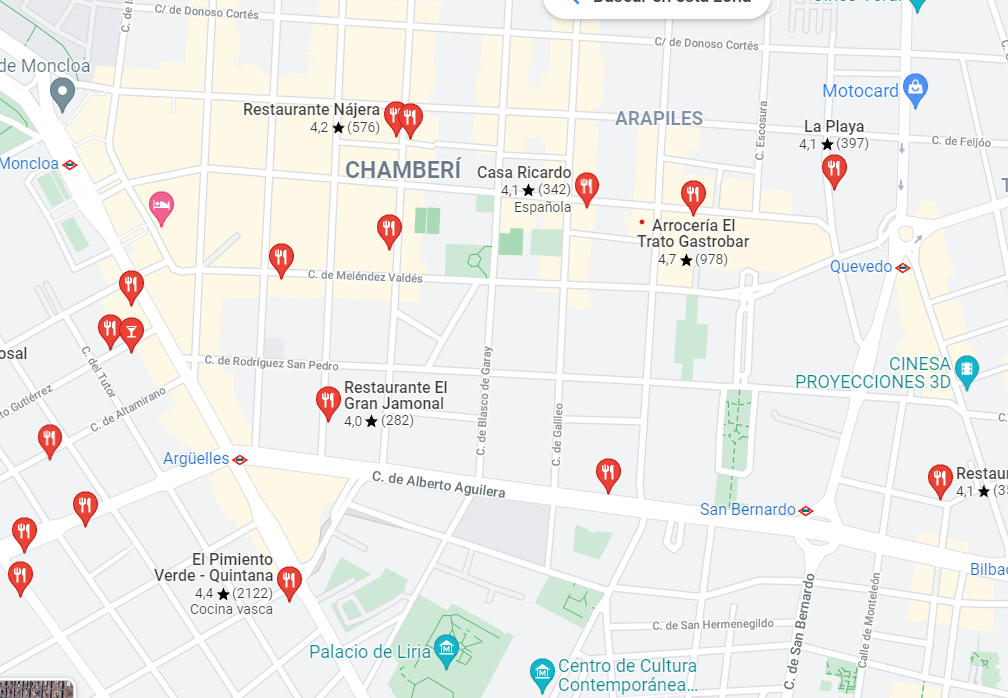 Buscar en esta zona
C/ de Donoso Cortés
C/ de Donoso Cortés
de Moncloa
Motocard
Restaurante Nájera
4,2 ★ (576)
ARAPILES
C. Escosura
La Playa
4,1 ★ (397)
C. de Feijóo
Moncloa
CHAMBERÍ
Casa Ricardo
4,1 ★ (342)
Española
Arrocería El
Trato Gastrobar
4,7 ★ (978)
Quevedo
C. de Meléndez Valdés
osal
C. del Tutor
C. de Rodríguez San Pedro
C. de Blasco de Garay
C. de Galileo
CINESA
PROYECCIONES 3D
to Gutiérrez
C. de Altamirano
Restaurante El
Gran Jamonal
4,0 ★ (282)
Argüelles
C. de Alberto Aguilera
San Bernardo
Restau
4,1 ★ (35
El Pimiento
Verde - Quintana
4,4 ★ (2122)
Cocina vasca
Bilba
C. de San Bernardo
Calle de Monteleón
C. de San Hermenegildo
Palacio de Liria
Centro de Cultura
Contemporánea...